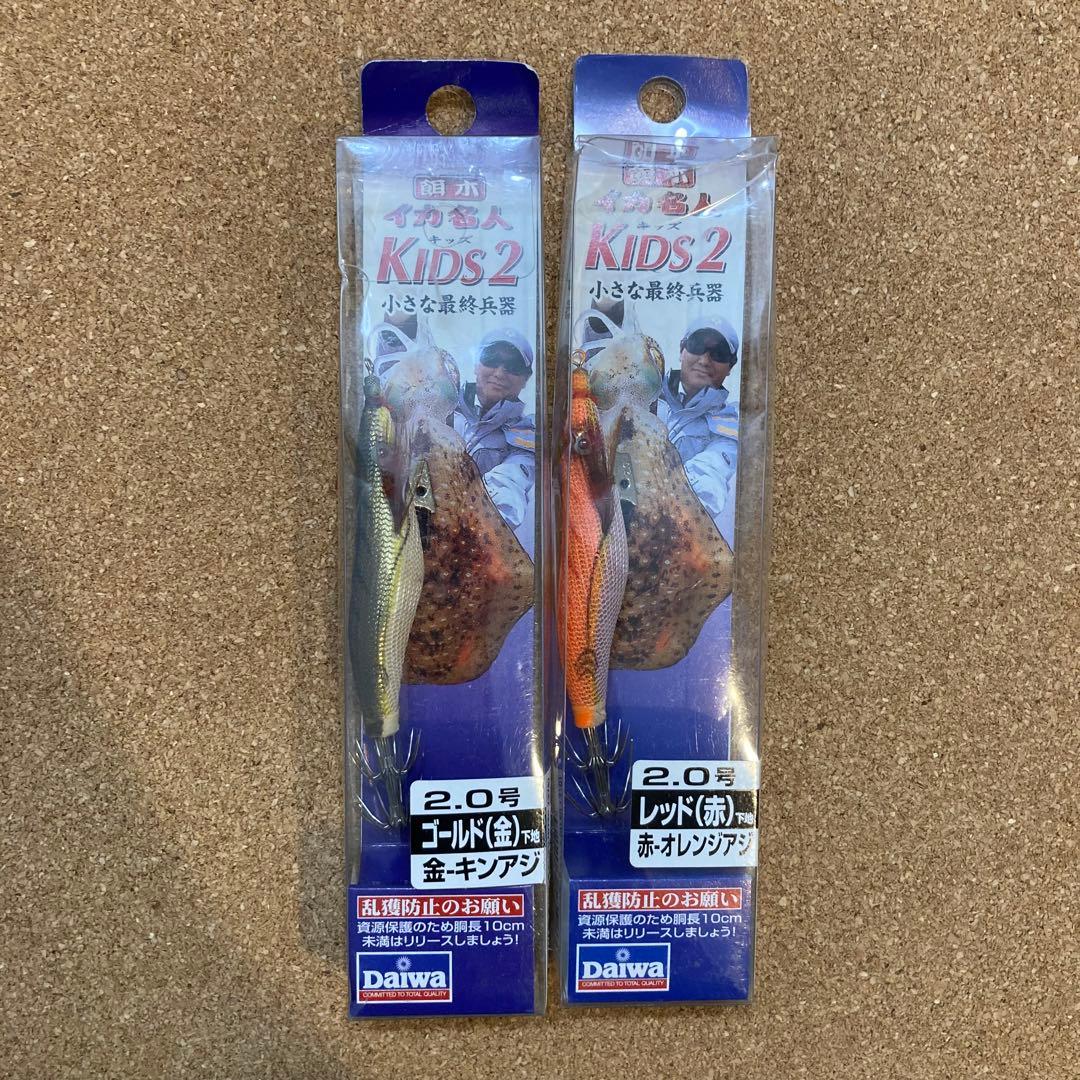 餌木
イカ名人
キッズ
KIDS 2
小さな最終兵器
2.0号
ゴールド(金)下地
金-キンアジ
乱獲防止のお願い
資源保護のため胴長10cm
未満はリリースしましょう!
Daiwa
COMMITTED TO TOTAL QUALITY
餌木
イカ名人
キッズ
KIDS 2
小さな最終兵器
2.0号
レッド(赤)下地
赤-オレンジアジ
乱獲防止のお願い
資源保護のため胴長10cm
未満はリリースしましょう!
Daiwa
COMMITTED TO TOTAL QUALITY